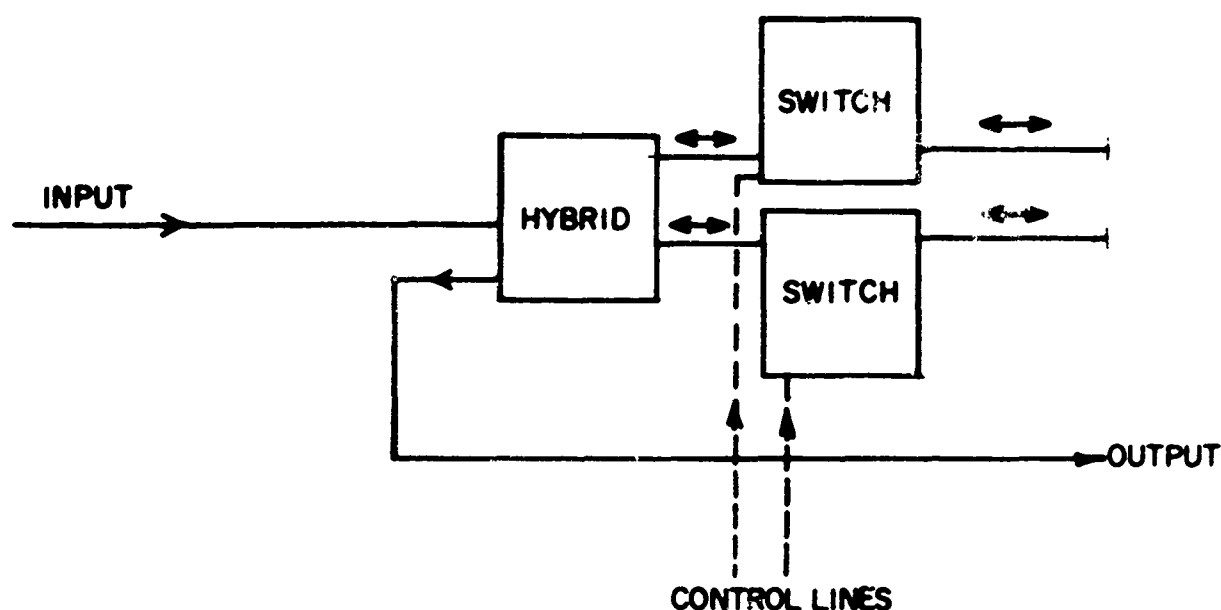 SWITCH
INPUT
HYBRID
SWITCH
OUTPUT
CONTROL LINES